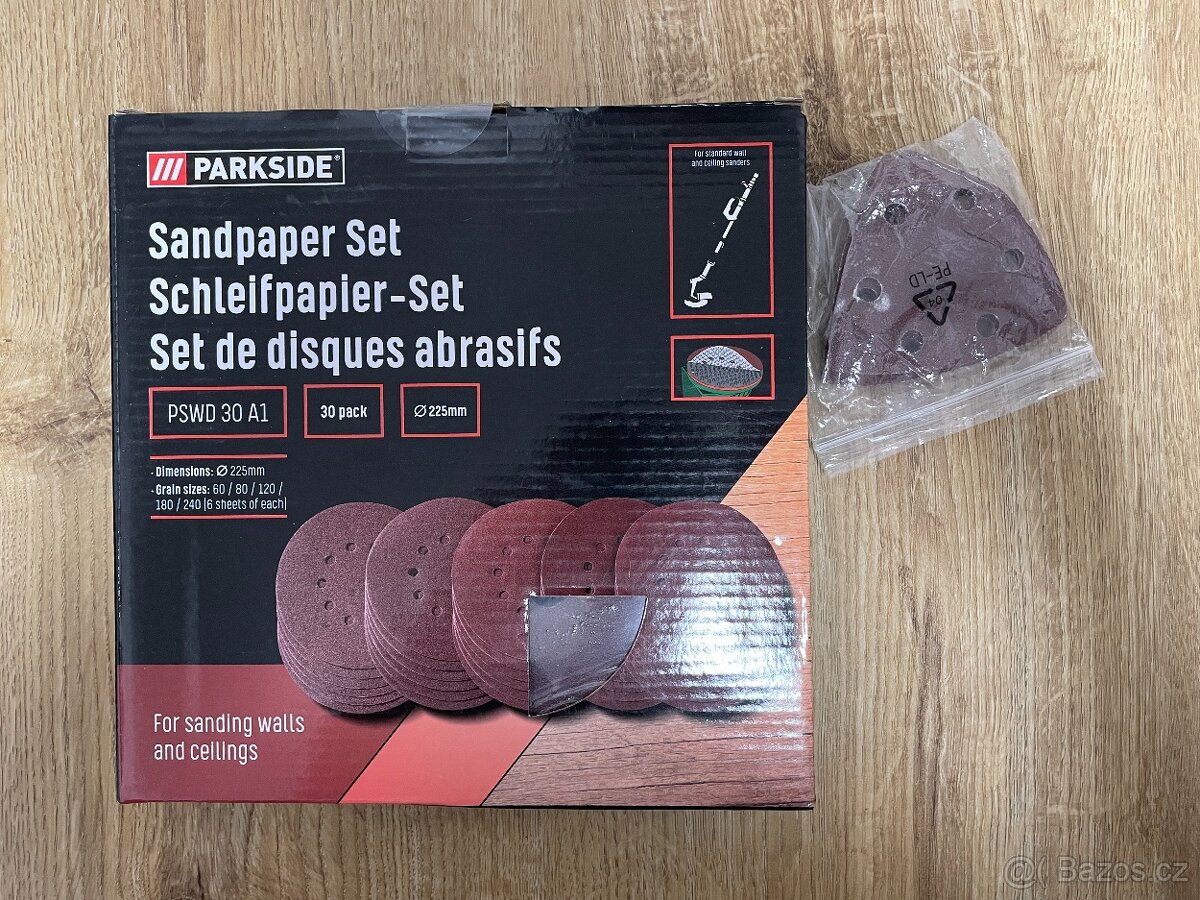 PARKSIDE®
For standard wall
and ceiling sanders
Sandpaper Set
Schleifpapier-Set
Set de disques abrasifs
PSWD 30 A1
30 pack
Ø 225mm
· Dimensions: Ø 225mm
· Grain sizes: 60 / 80 / 120 /
180 / 240 |6 sheets of each|
For sanding walls
and ceilings
PE-LD
04
Bazos.cz